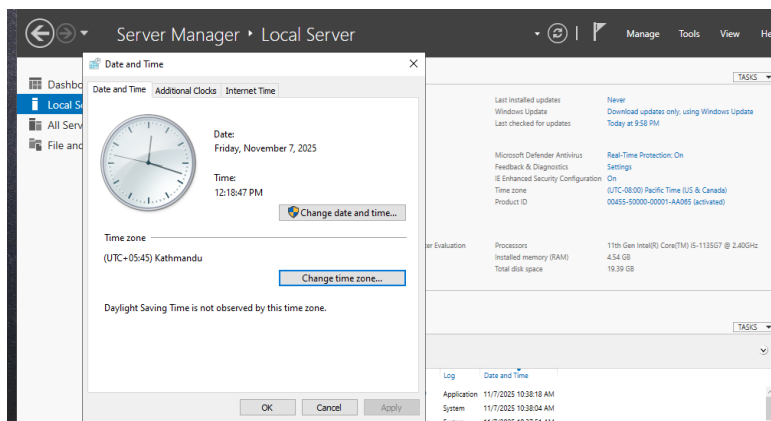 Server Manager ‣ Local Server
Manage Tools View He
Date and Time
Date and Time Additional Clocks Internet Time
Dashbo
Local Se
All Serv
File and
Date:
Friday, November 7, 2025
Time:
12:18:47 PM
Change date and time...
Time zone
(UTC+05:45) Kathmandu
Change time zone...
Daylight Saving Time is not observed by this time zone.
OK Cancel Apply
TASKS
Last installed updates Never
Windows Update Download updates only, using Windows Update
Last checked for updates Today at 9:58 PM
Microsoft Defender Antivirus Real-Time Protection: On
Feedback & Diagnostics Settings
IE Enhanced Security Configuration On
Time zone (UTC-08:00) Pacific Time (US & Canada)
Product ID 00455-50000-00001-AA065 (activated)
er Evaluation Processors 11th Gen Intel(R) Core(TM) i5-1135G7 @ 2.40GHz
Installed memory (RAM) 4.54 GB
Total disk space 19.39 GB
TASKS
Log Date and Time
Application 11/7/2025 10:38:18 AM
System 11/7/2025 10:38:04 AM